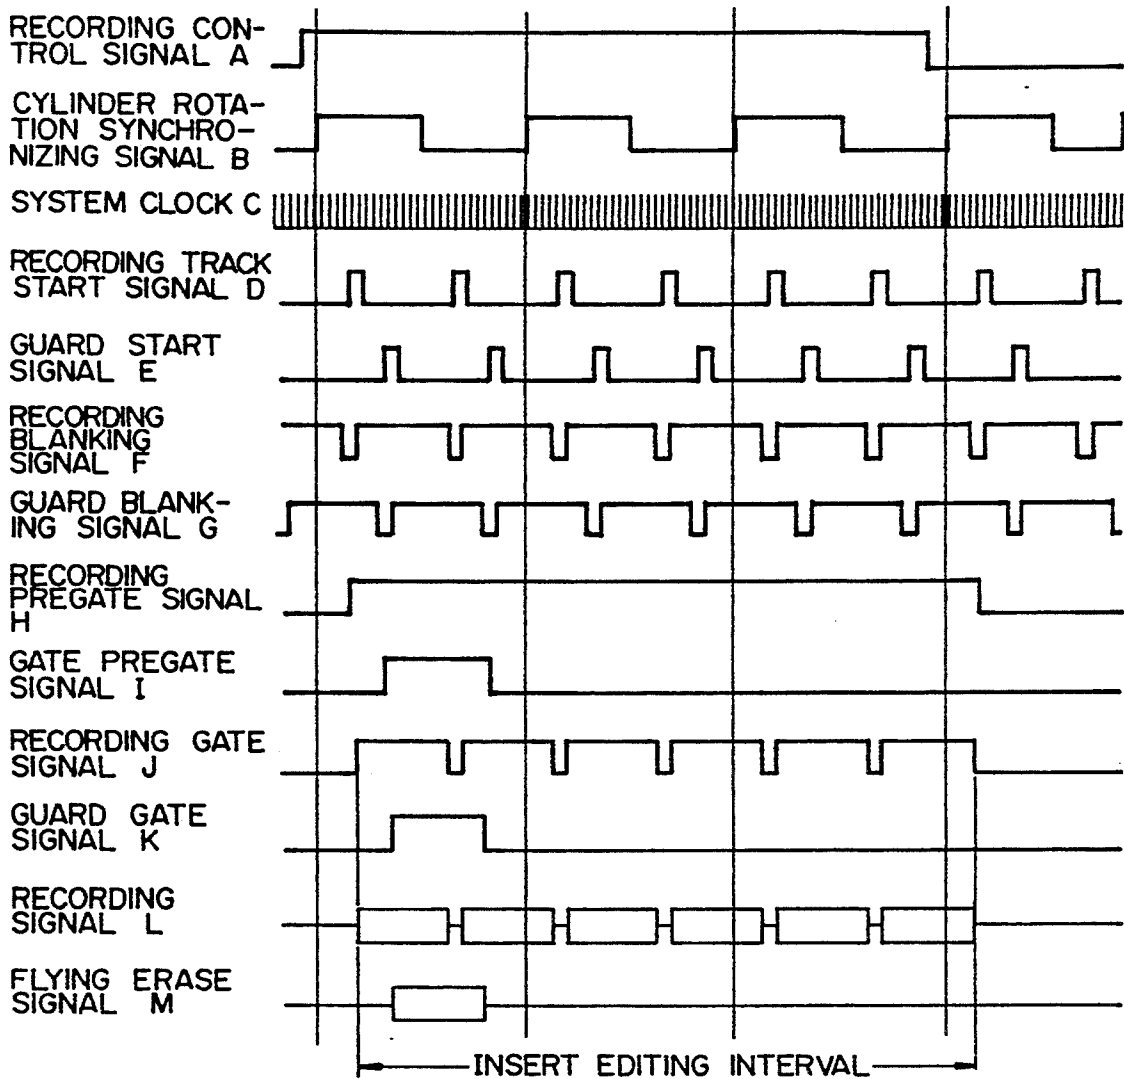 RECORDING CON-
TROL SIGNAL A
CYLINDER ROTA-
TION SYNCHRO-
NIZING SIGNAL B
SYSTEM CLOCK C
RECORDING TRACK
START SIGNAL D
GUARD START
SIGNAL E
RECORDING
BLANKING
SIGNAL F
GUARD BLANK-
ING SIGNAL G
RECORDING
PREGATE SIGNAL
H
GATE PREGATE
SIGNAL I
RECORDING GATE
SIGNAL J
GUARD GATE
SIGNAL K
RECORDING
SIGNAL L
FLYING ERASE
SIGNAL M
INSERT EDITING INTERVAL